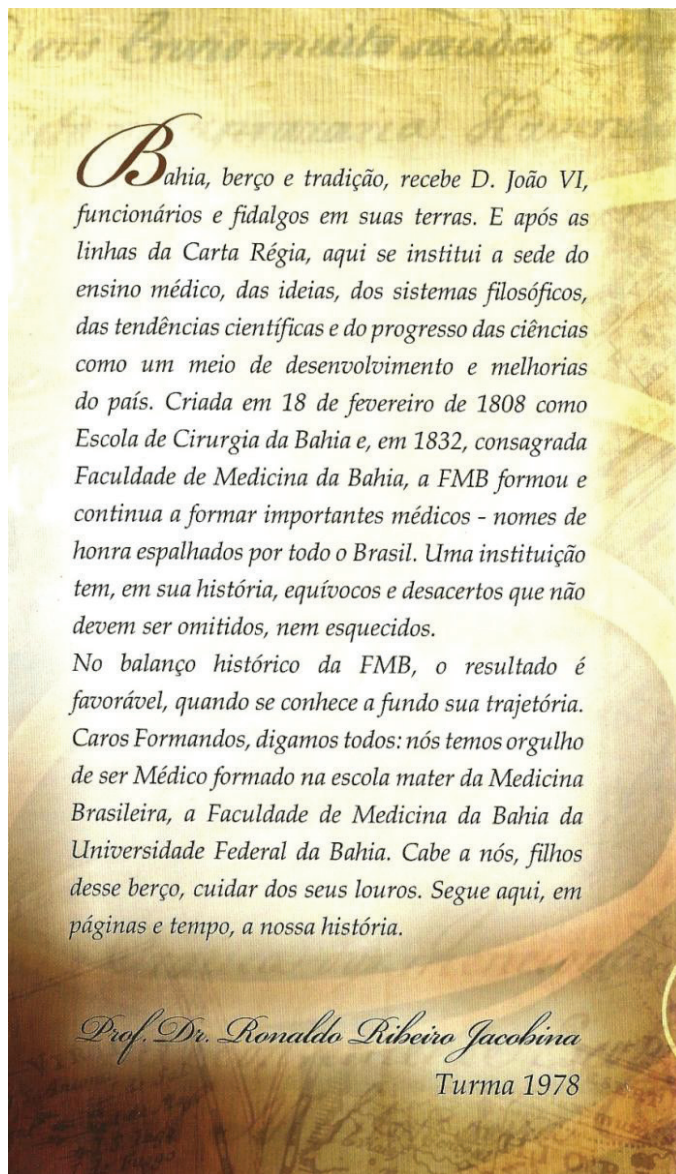 Bahia, berço e tradição, recebe D. João VI,
funcionários e fidalgos em suas terras. E após as
linhas da Carta Régia, aqui se institui a sede do
ensino médico, das ideias, dos sistemas filosóficos,
das tendências científicas e do progresso das ciências
como um meio de desenvolvimento e melhorias
do país. Criada em 18 de fevereiro de 1808 como
Escola de Cirurgia da Bahia e, em 1832, consagrada
Faculdade de Medicina da Bahia, a FMB formou e
continua a formar importantes médicos - nomes de
honra espalhados por todo o Brasil. Uma instituição
tem, em sua história, equívocos e desacertos que não
devem ser omitidos, nem esquecidos.
No balanço histórico da FMB, o resultado é
favorável, quando se conhece a fundo sua trajetória.
Caros Formandos, digamos todos: nós temos orgulho
de ser Médico formado na escola mater da Medicina
Brasileira, a Faculdade de Medicina da Bahia da
Universidade Federal da Bahia. Cabe a nós, filhos
desse berço, cuidar dos seus louros. Segue aqui, em
páginas e tempo, a nossa história.
Prof. Dr. Ronaldo Ribeiro Jacobina
Turma 1978